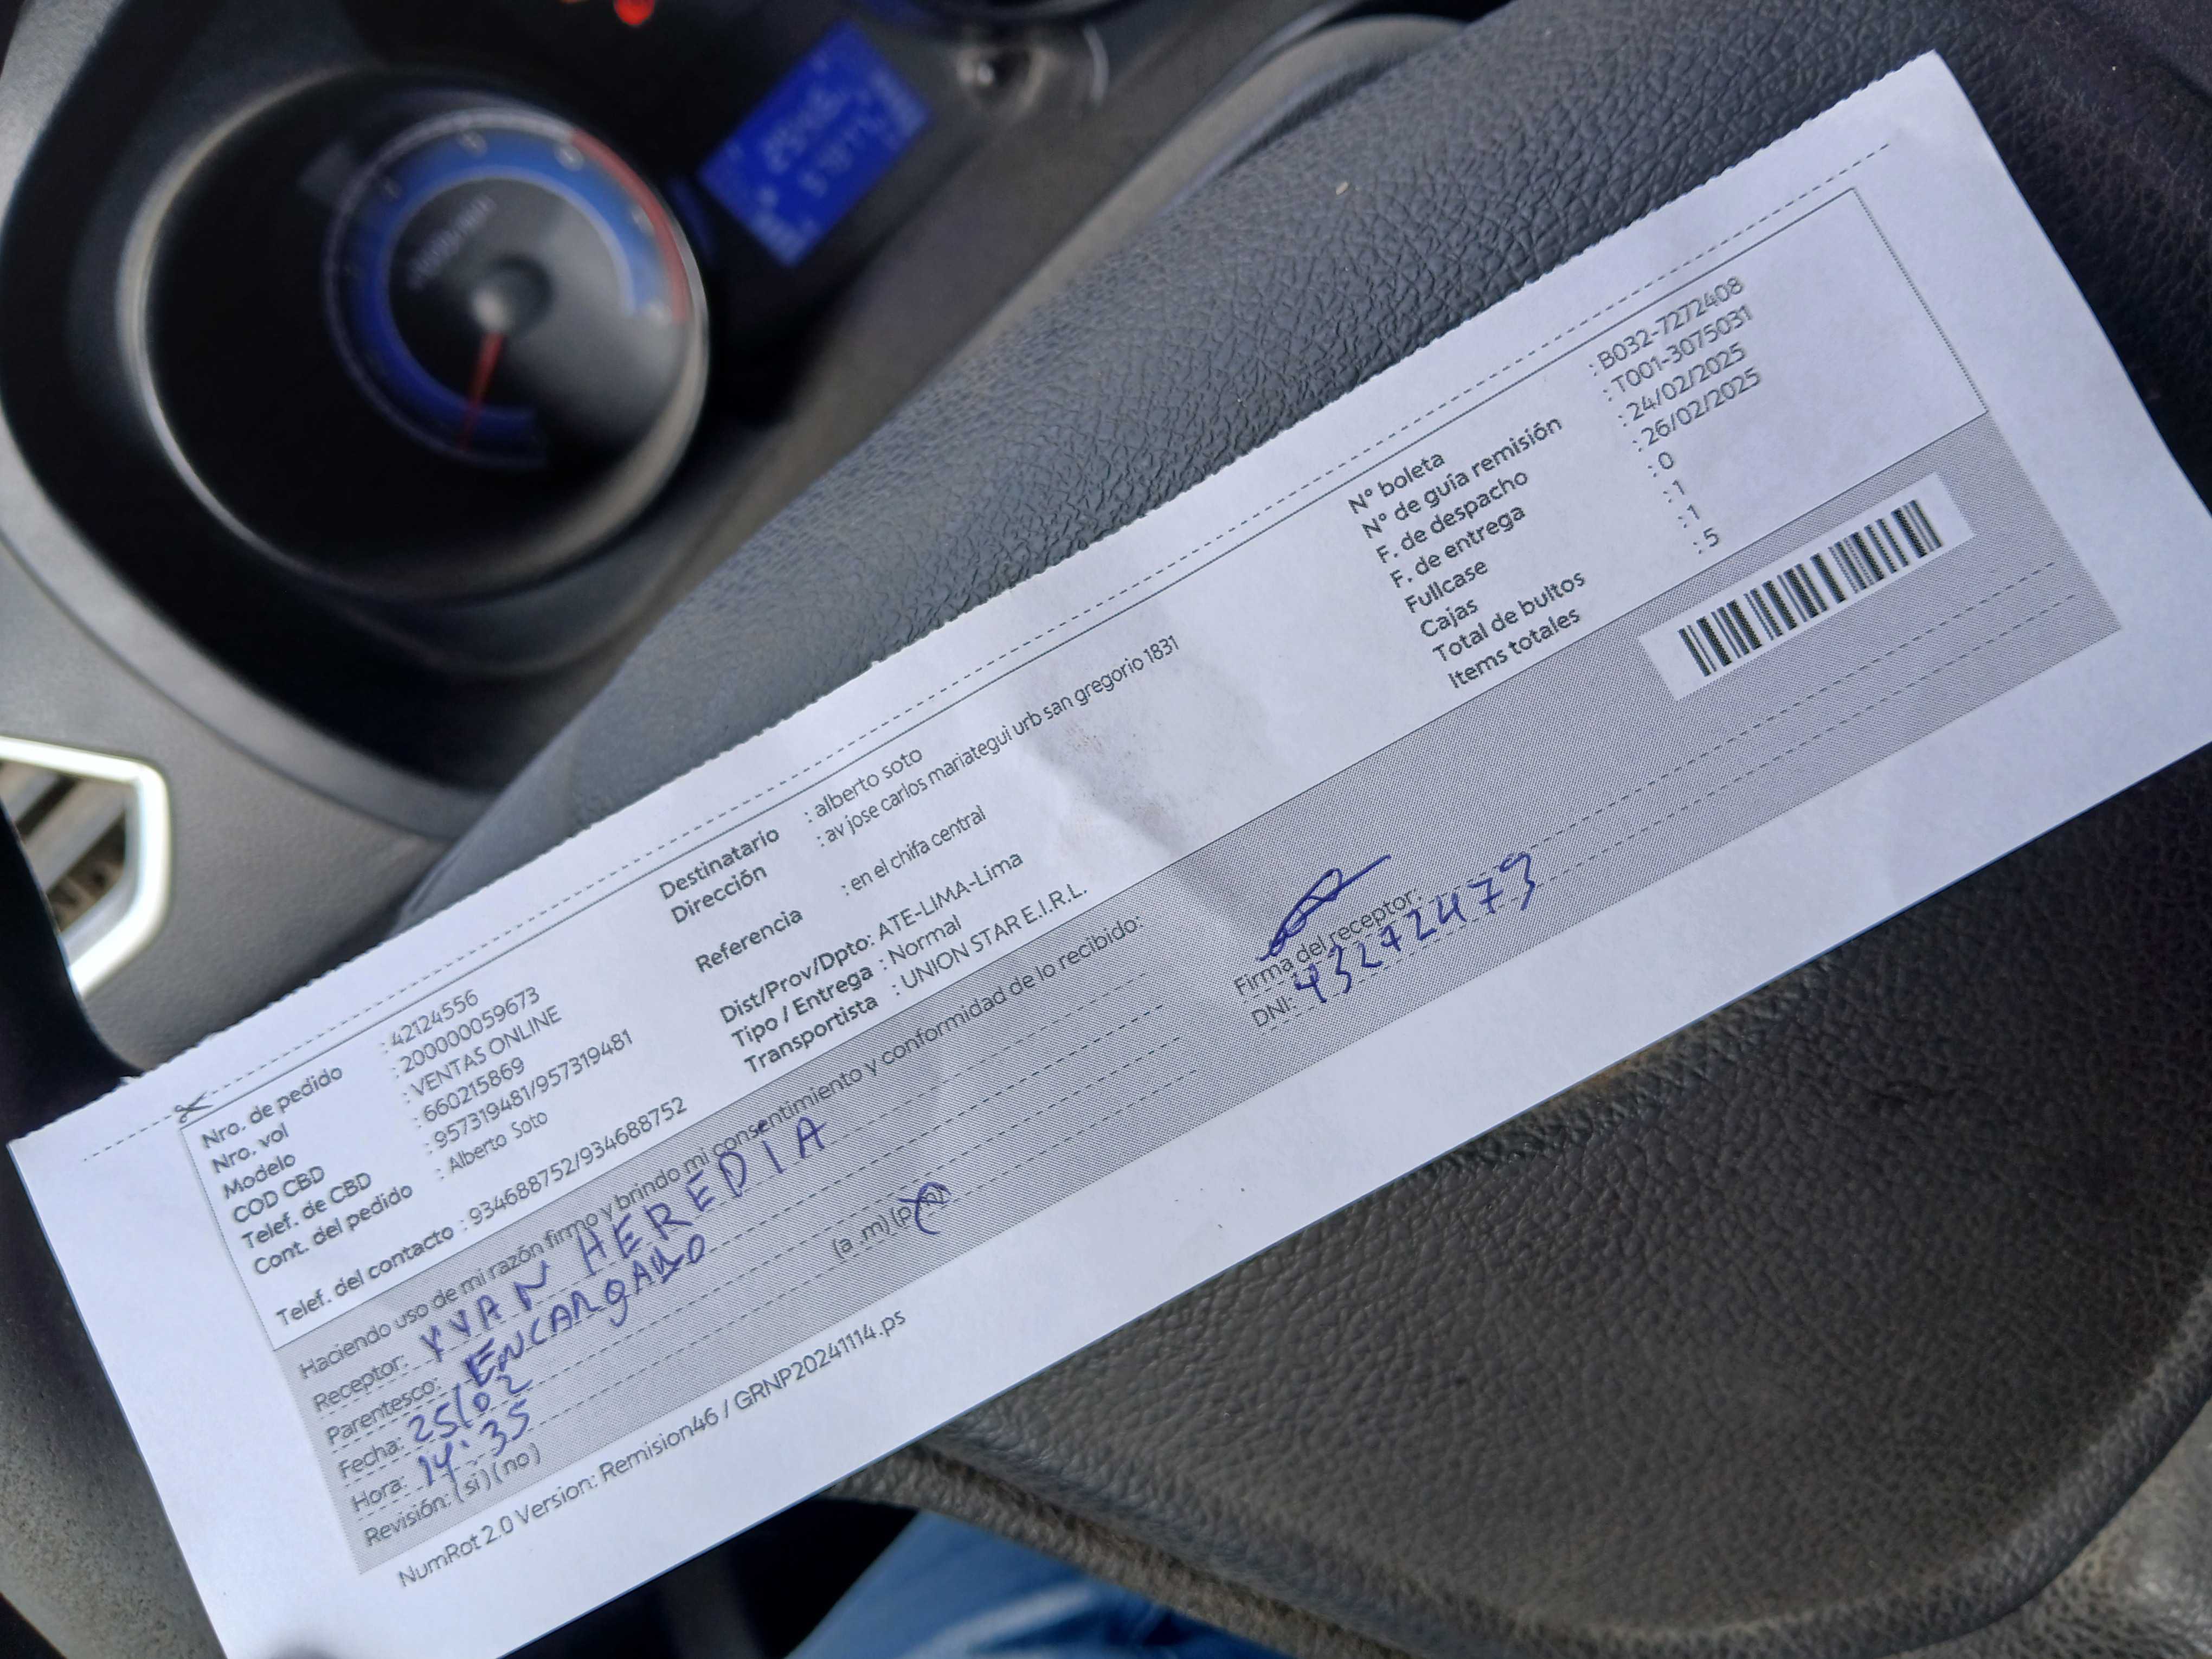 Nro. de pedido : 42124556
Nro. vol : 20000059673
Modelo : VENTAS ONLINE
COD CBD : 660215869
Telef. de CBD : 957319481/957319481
Cont. del pedido : Alberto Soto
Telef. del contacto : 934688752/934688752
Destinatario : alberto soto
Dirección : av jose carlos mariategui urb san gregorio 1831
Referencia : en el chifa central
Dist/Prov/Dpto: ATE-LIMA-Lima
Tipo / Entrega : Normal
Transportista : UNION STAR E.I.R.L.
N° boleta : B032-7272408
N° de guía remisión : T001-3075031
F. de despacho : 24/02/2025
F. de entrega : 26/02/2025
Fullcase : 0
Cajas : 1
Total de bultos : 1
Items totales : 5
Haciendo uso de mi razón firmo y brindo mi consentimiento y conformidad de lo recibido:
Receptor: YVAN HEREDIA
Parentesco: ENCARGADO
Fecha: 25/02
Hora: 14:35 (a .m) (p .m)
Revisión: (si) (no)
Firma del receptor:
DNI: 43272473
NumRot 2.0 Version: Remision46 / GRNP20241114.ps